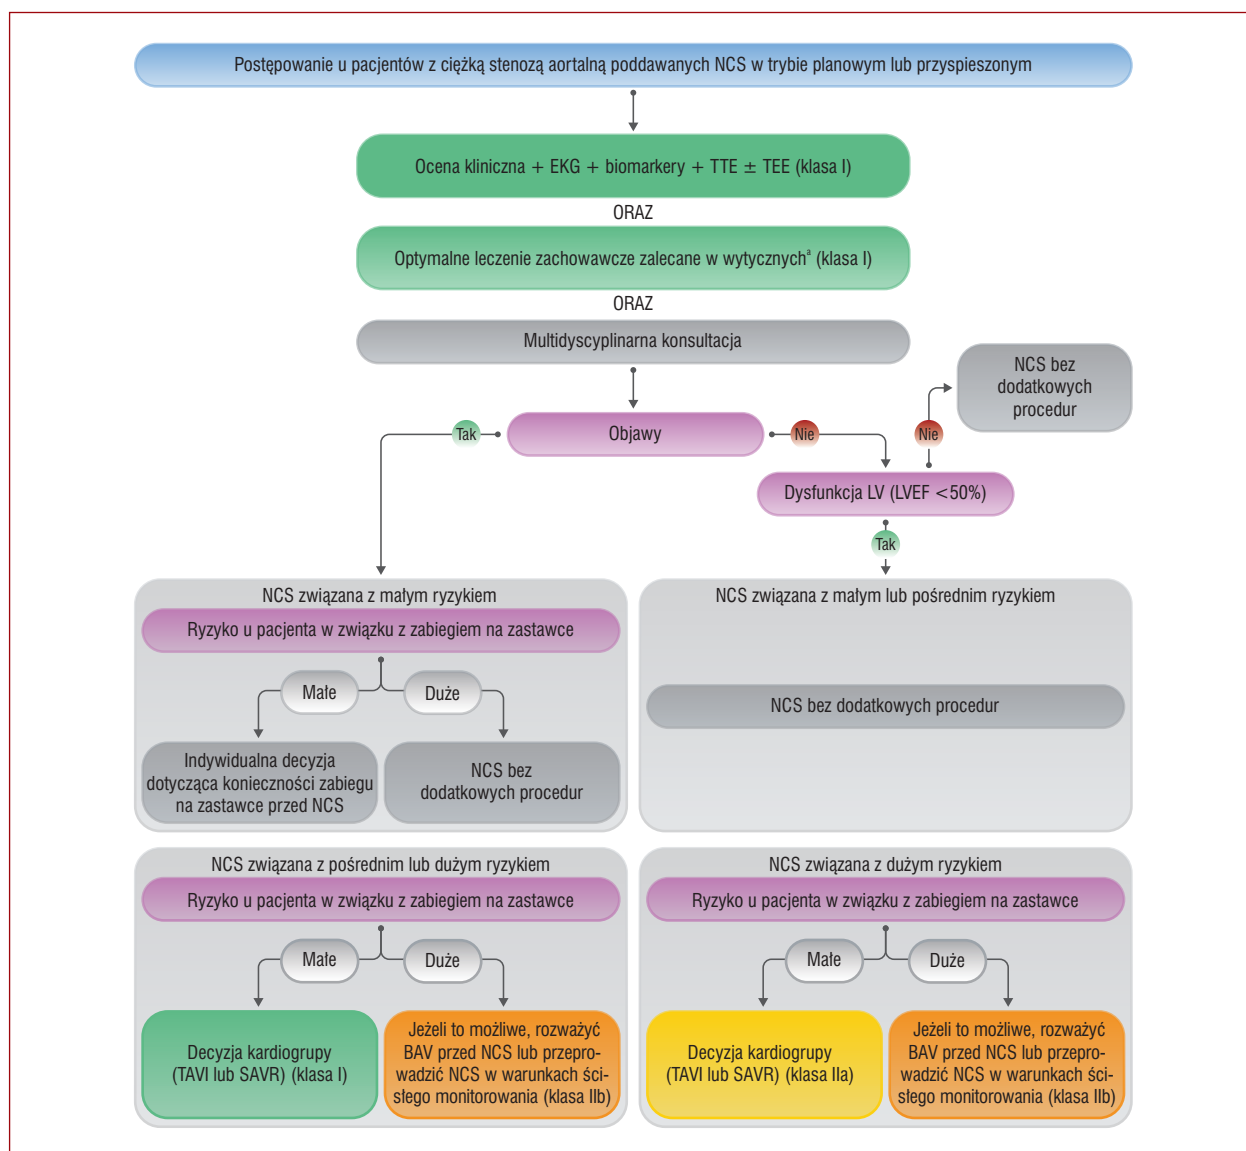 Postępowanie u pacjentów z ciężką stenozą aortalną poddawanych NCS w trybie planowym lub przyspieszonym
Ocena kliniczna + EKG + biomarkery + TTE ± TEE (klasa I)
ORAZ
Optymalne leczenie zachowawcze zalecane w wytycznychª (klasa I)
ORAZ
Multidyscyplinarna konsultacja
NCS bez
dodatkowych
procedur
Tak
Objawy
Nie
Nie
Dysfunkcja LV (LVEF <50%)
Tak
NCS związana z małym ryzykiem
Ryzyko u pacjenta w związku z zabiegiem na zastawce
Małe
Duże
Indywidualna decyzja
dotycząca konieczności zabiegu
na zastawce przed NCS
NCS bez
dodatkowych procedur
NCS związana z małym lub pośrednim ryzykiem
NCS bez dodatkowych procedur
NCS związana z pośrednim lub dużym ryzykiem
Ryzyko u pacjenta w związku z zabiegiem na zastawce
Małe
Duże
Decyzja kardiogrupy
(TAVI lub SAVR) (klasa I)
Jeżeli to możliwe, rozważyć
BAV przed NCS lub przepro-
wadzić NCS w warunkach ści-
słego monitorowania (klasa IIb)
NCS związana z dużym ryzykiem
Ryzyko u pacjenta w związku z zabiegiem na zastawce
Małe
Duże
Decyzja kardiogrupy
(TAVI lub SAVR) (klasa IIa)
Jeżeli to możliwe, rozważyć
BAV przed NCS lub przepro-
wadzić NCS w warunkach ści-
słego monitorowania (klasa IIb)